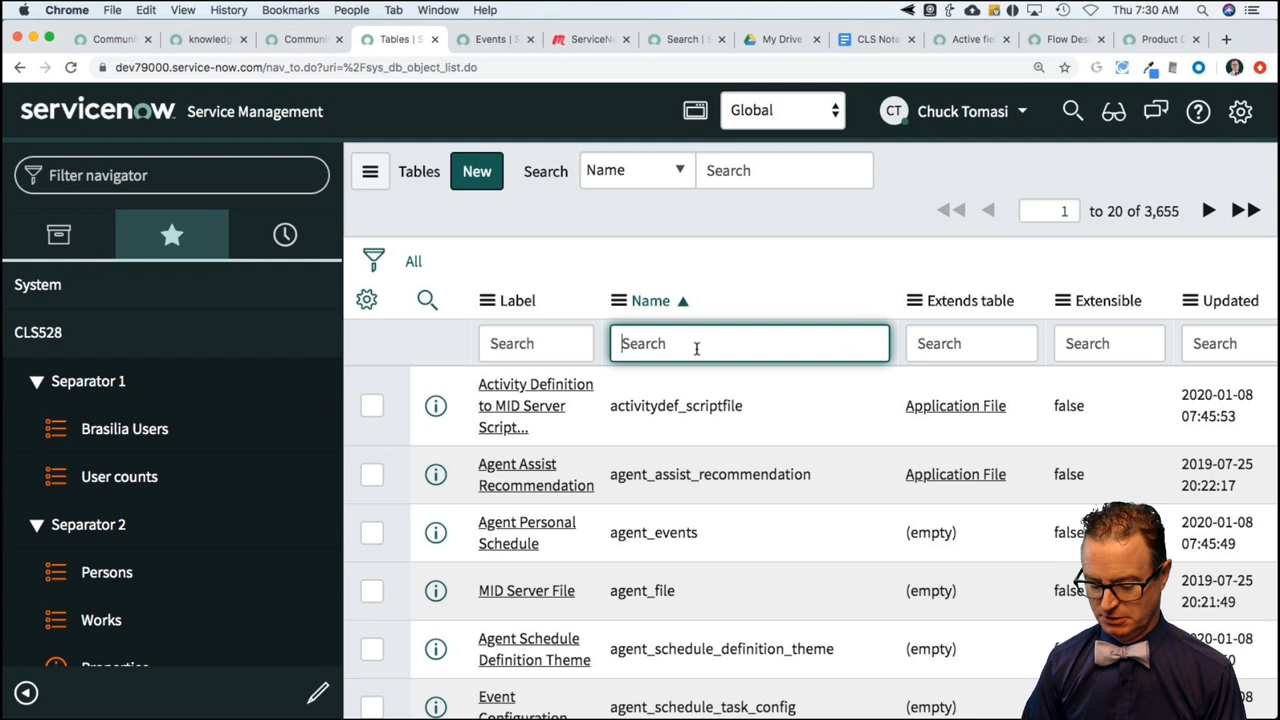 Chrome File Edit View History Bookmarks People Tab Window Help Thu 7:30 AM
Communi × knowledg × Communi × Tables | S × Events | S × ServiceNo × Search | S × My Drive × CLS Note × Active flo × Flow Desi × Product D × +
dev79000.service-now.com/nav_to.do?uri=%2Fsys_db_object_list.do
servicenow Service Management Global CT Chuck Tomasi
Filter navigator
Tables New Search Name Search
1 to 20 of 3,655
System
All
CLS528
Label Name Extends table Extensible Updated
Search Search Search Search Search
Separator 1
Brasilia Users
User counts
Separator 2
Persons
Works
Properties
Activity Definition
to MID Server
Script...
activitydef_scriptfile
Application File
false
2020-01-08
07:45:53
Agent Assist
Recommendation
agent_assist_recommendation
Application File
false
2019-07-25
20:22:17
Agent Personal
Schedule
agent_events
(empty)
false
2020-01-08
07:45:49
MID Server File
agent_file
(empty)
2019-07-25
20:21:49
Agent Schedule
Definition Theme
agent_schedule_definition_theme
(empty)
Event
Configuration
agent_schedule_task_config
(empty)